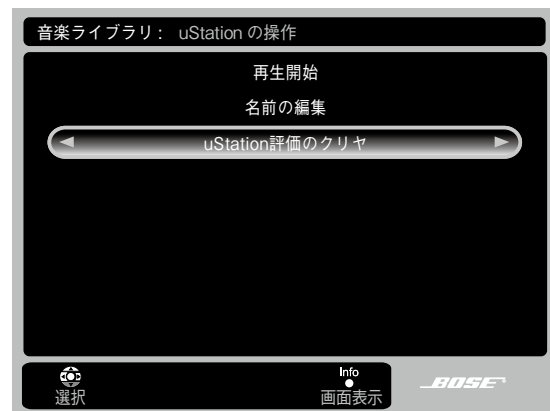 音楽ライブラリ： uStation の操作
再生開始
名前の編集
uStation評価のクリヤ
Info
選択 画面表示
BOSE